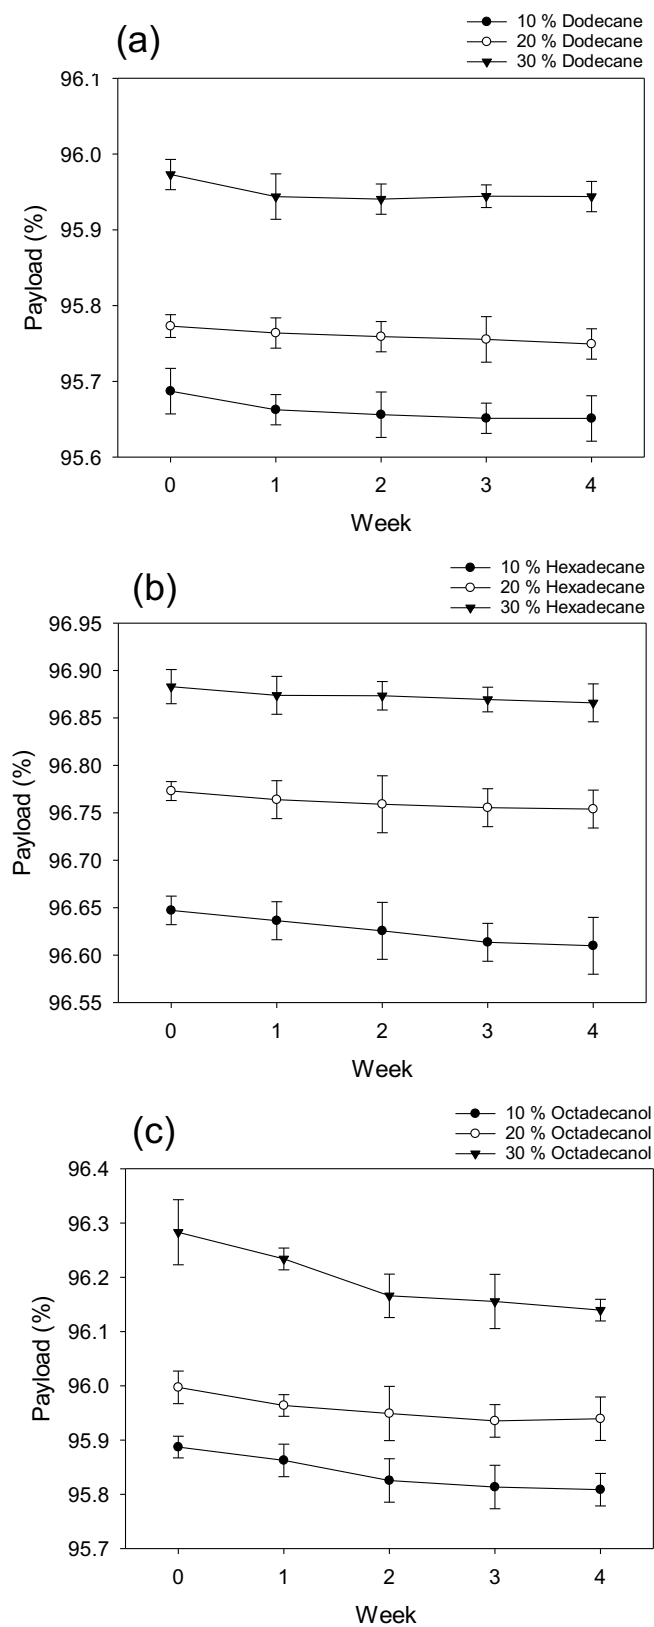 (a)
10 % Dodecane
20 % Dodecane
30 % Dodecane
96.1
96.0
95.9
95.8
95.7
95.6
Payload (%)
0 1 2 3 4
Week
(b)
10 % Hexadecane
20 % Hexadecane
30 % Hexadecane
96.95
96.90
96.85
96.80
96.75
96.70
96.65
96.60
96.55
Payload (%)
0 1 2 3 4
Week
(c)
10 % Octadecanol
20 % Octadecanol
30 % Octadecanol
96.4
96.3
96.2
96.1
96.0
95.9
95.8
95.7
Payload (%)
0 1 2 3 4
Week